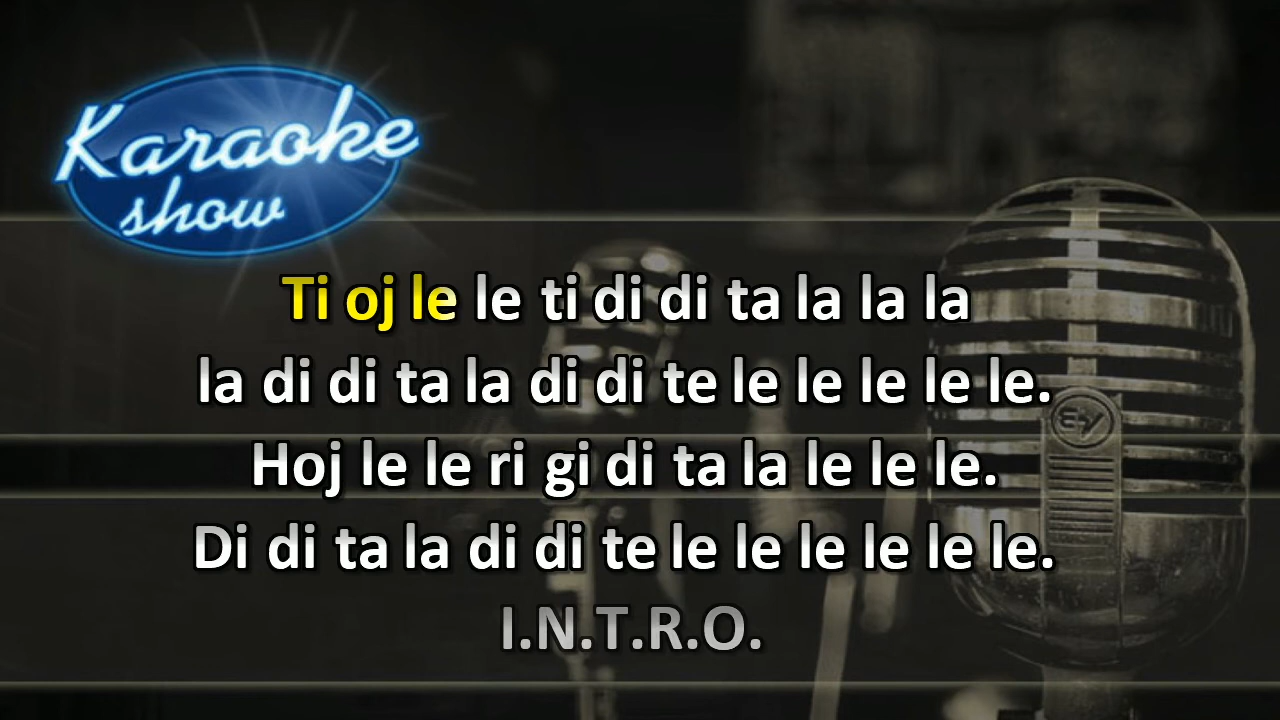 Karaoke
show
Ti oj le le ti di di ta la la la
la di di ta la di di te le le le le le.
Hoj le le ri gi di ta la le le le.
Di di ta la di di te le le le le le le.
I.N.T.R.O.